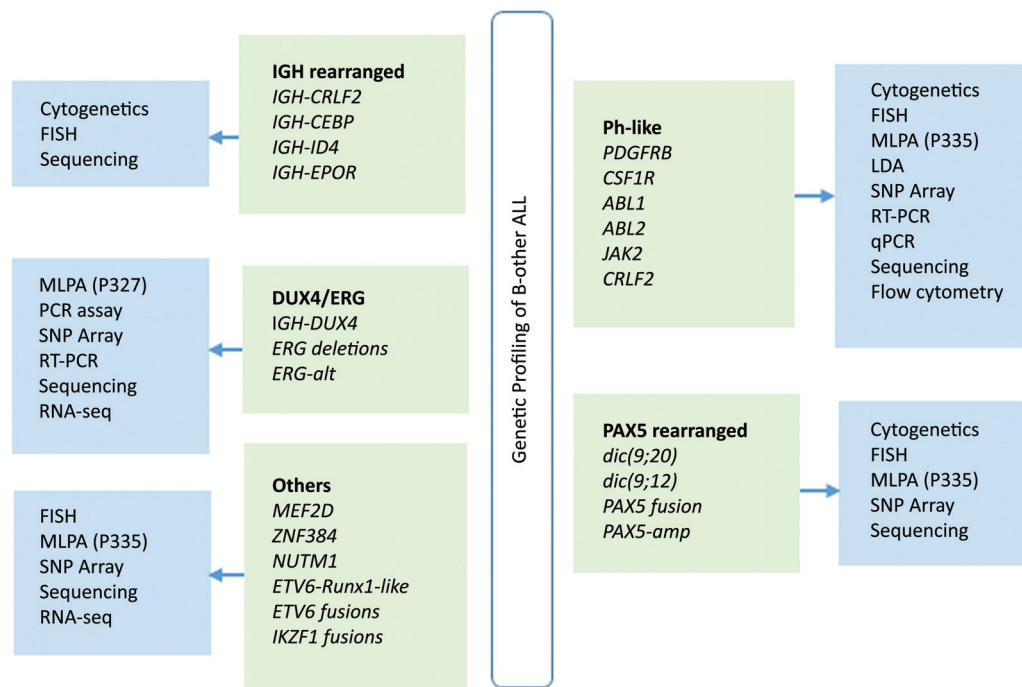 Cytogenetics
FISH
Sequencing
IGH rearranged
IGH-CRLF2
IGH-CEBP
IGH-ID4
IGH-EPOR
MLPA (P327)
PCR assay
SNP Array
RT-PCR
Sequencing
RNA-seq
DUX4/ERG
IGH-DUX4
ERG deletions
ERG-alt
FISH
MLPA (P335)
SNP Array
Sequencing
RNA-seq
Others
MEF2D
ZNF384
NUTM1
ETV6-Runx1-like
ETV6 fusions
IKZF1 fusions
Genetic Profiling of B-other ALL
Ph-like
PDGFRB
CSF1R
ABL1
ABL2
JAK2
CRLF2
Cytogenetics
FISH
MLPA (P335)
LDA
SNP Array
RT-PCR
qPCR
Sequencing
Flow cytometry
PAX5 rearranged
dic(9;20)
dic(9;12)
PAX5 fusion
PAX5-amp
Cytogenetics
FISH
MLPA (P335)
SNP Array
Sequencing